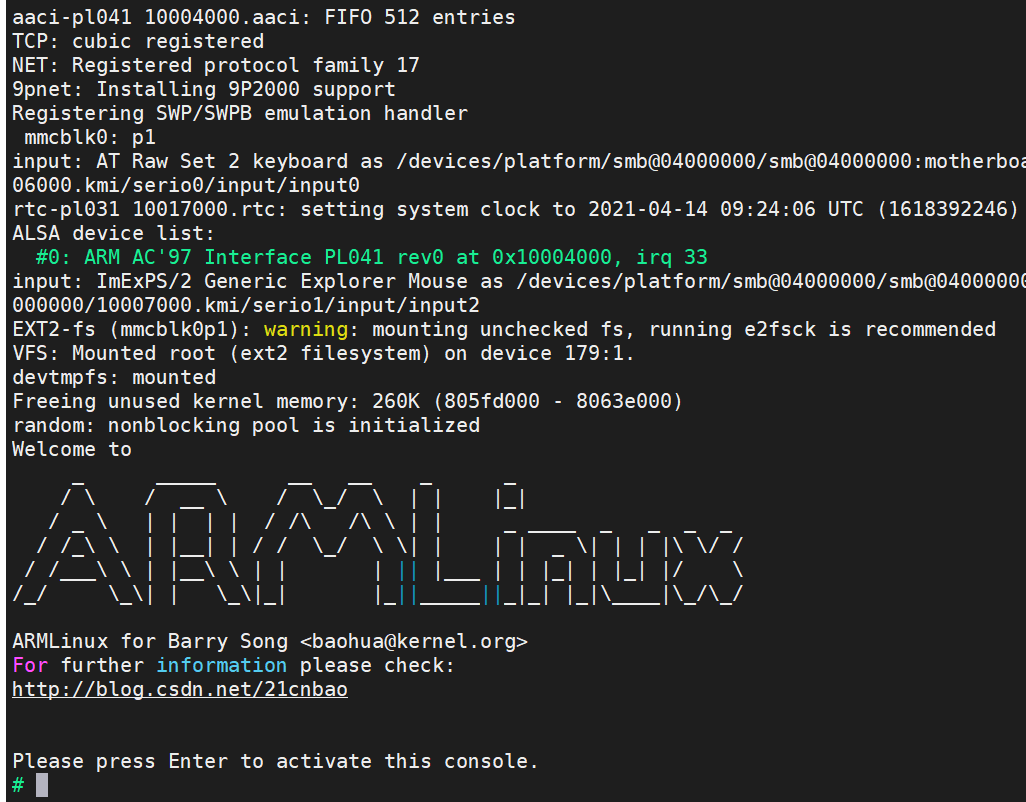 aaci-pl041 10004000.aaci: FIFO 512 entries
TCP: cubic registered
NET: Registered protocol family 17
9pnet: Installing 9P2000 support
Registering SWP/SWPB emulation handler
 mmcblk0: p1
input: AT Raw Set 2 keyboard as /devices/platform/smb@04000000/smb@04000000:motherboa
06000.kmi/serio0/input/input0
rtc-pl031 10017000.rtc: setting system clock to 2021-04-14 09:24:06 UTC (1618392246)
ALSA device list:
  #0: ARM AC'97 Interface PL041 rev0 at 0x10004000, irq 33
input: ImExPS/2 Generic Explorer Mouse as /devices/platform/smb@04000000/smb@04000000
000000/10007000.kmi/serio1/input/input2
EXT2-fs (mmcblk0p1): warning: mounting unchecked fs, running e2fsck is recommended
VFS: Mounted root (ext2 filesystem) on device 179:1.
devtmpfs: mounted
Freeing unused kernel memory: 260K (805fd000 - 8063e000)
random: nonblocking pool is initialized
Welcome to
ARMLinux
ARMLinux for Barry Song <baohua@kernel.org>
For further information please check:
http://blog.csdn.net/21cnbao
Please press Enter to activate this console.
#